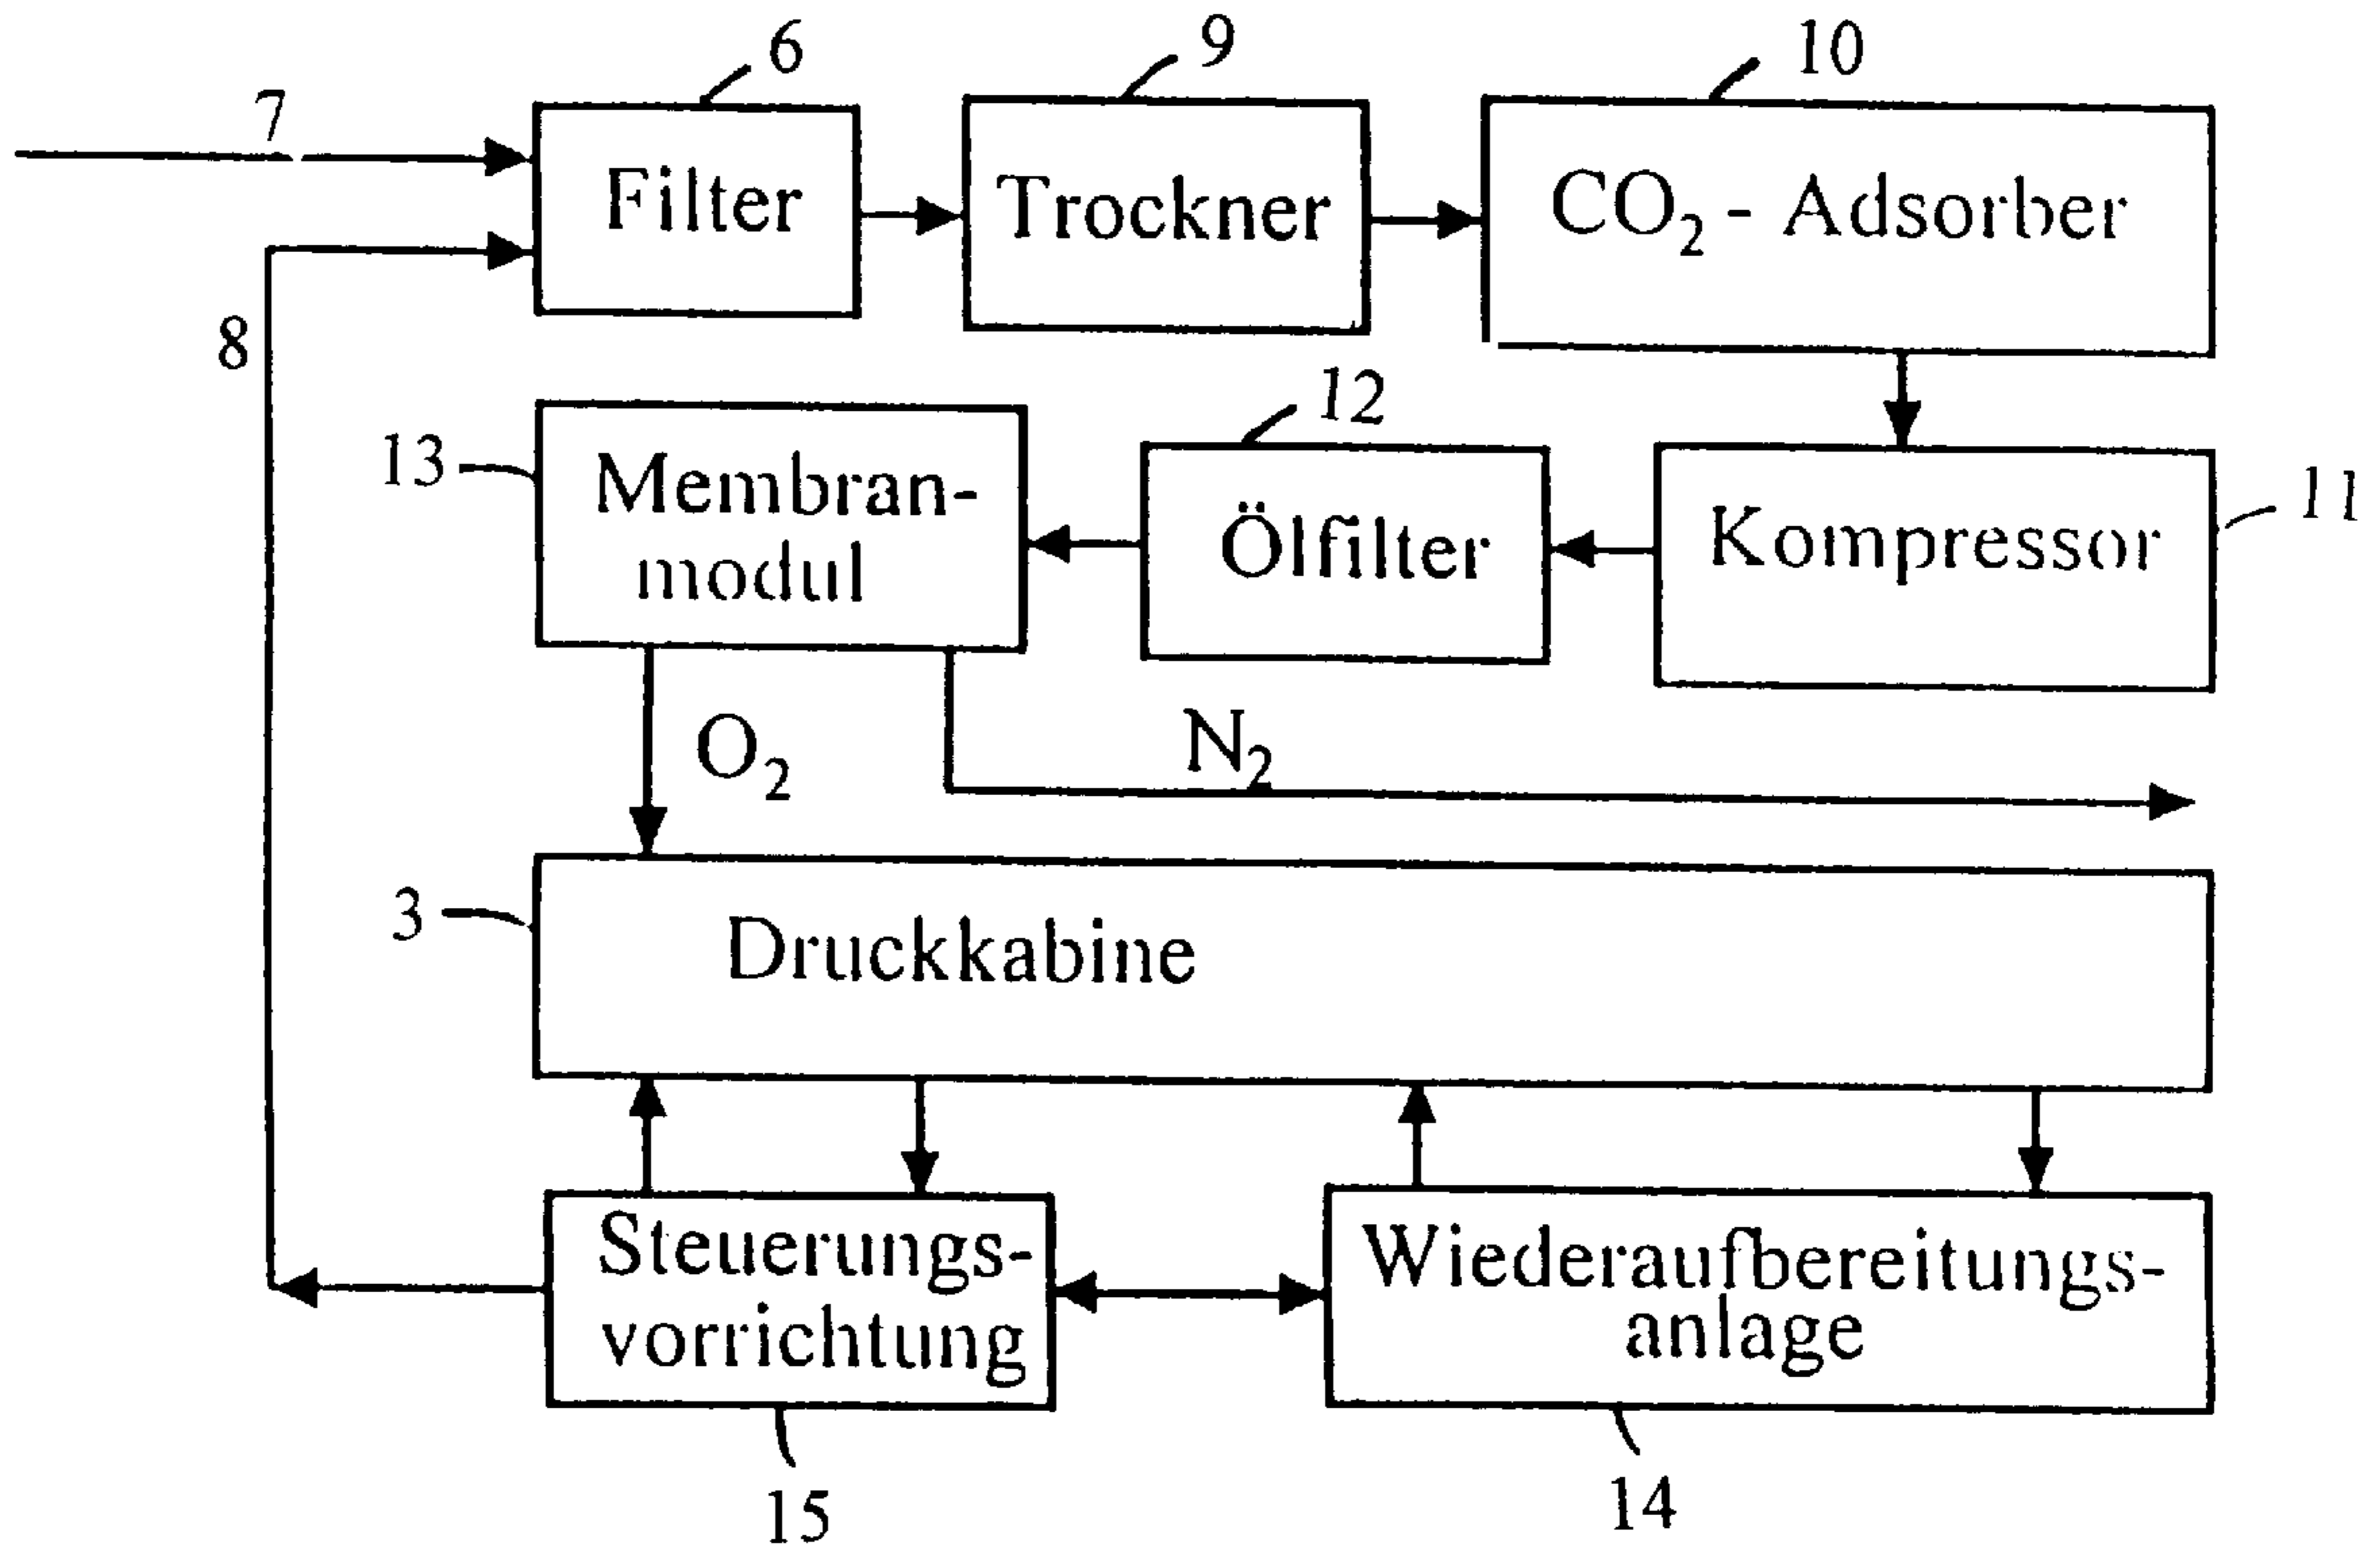 6
9
10
7
Filter
Trockner
CO₂ - Adsorber
8
12
13
Membran-
modul
Ölfilter
Kompressor
11
O₂
N₂
3
Druckkabine
Steuerungs-
vorrichtung
Wiederaufbereitungs-
anlage
15
14